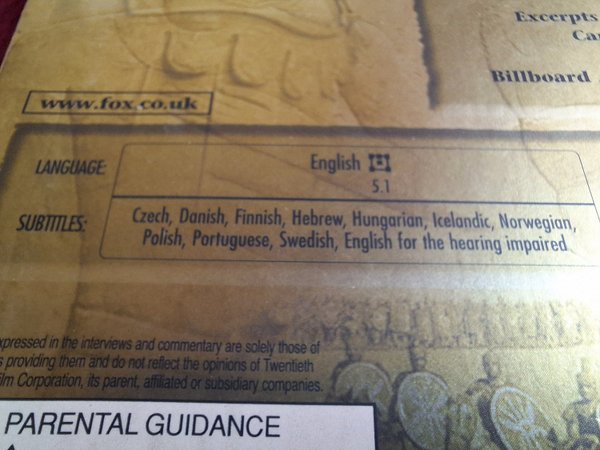 Excerpts
Ca
Billboard
www.fox.co.uk
LANGUAGE: English
5.1
SUBTITLES: Czech, Danish, Finnish, Hebrew, Hungarian, Icelandic, Norwegian,
Polish, Portuguese, Swedish, English for the hearing impaired
expressed in the interviews and commentary are solely those of
s providing them and do not reflect the opinions of Twentieth
ilm Corporation, its parent, affiliated or subsidiary companies.
PARENTAL GUIDANCE